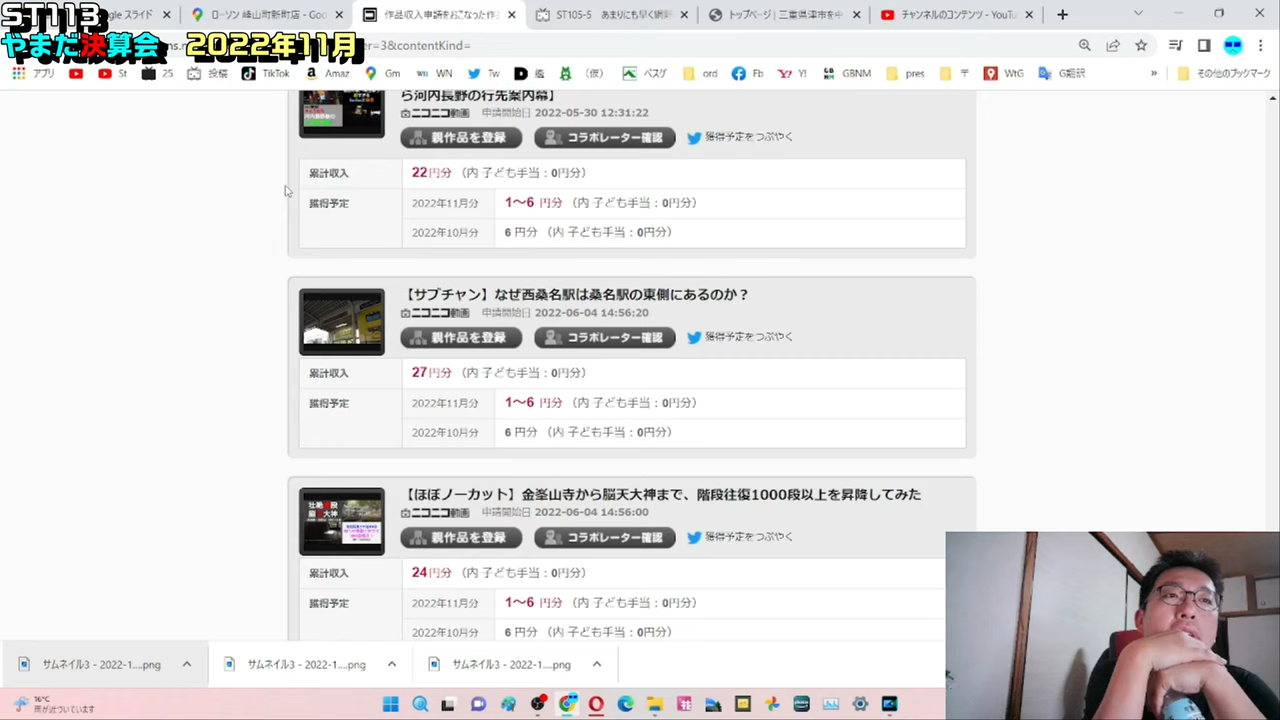 ST113
やまだ決算会 2022年11月
gle スライド
ローソン 峰山町新町店 - Goo
作品収入申請をおこなった作
ST105-5 あまりにも早く網野
チャンネルのコンテンツ - YouTu
=3&contentKind=
アプリ
St
25
投稿
TikTok
Amaz
Gm
WN
Tw
艦
(仮)
バスゲ
ord
Fb
Y!
GBNM
pres
〒
WtG
G翻訳
»
その他のブックマーク
ら河内長野の行先案内幕】
ニコニコ動画 申請開始日 2022-05-30 12:31:22
親作品を登録 コラボレーター確認 獲得予定をつぶやく
累計収入 22円分 (内 子ども手当:0円分)
獲得予定 2022年11月分 1〜6 円分 (内 子ども手当:0円分)
2022年10月分 6 円分 (内 子ども手当:0円分)
【サブチャン】なぜ西桑名駅は桑名駅の東側にあるのか?
ニコニコ動画 申請開始日 2022-06-04 14:56:20
親作品を登録 コラボレーター確認 獲得予定をつぶやく
累計収入 27円分 (内 子ども手当:0円分)
獲得予定 2022年11月分 1〜6 円分 (内 子ども手当:0円分)
2022年10月分 6 円分 (内 子ども手当:0円分)
【ほぼノーカット】金峯山寺から脳天大神まで、階段往復1000段以上を昇降してみた
ニコニコ動画 申請開始日 2022-06-04 14:56:00
親作品を登録 コラボレーター確認 獲得予定をつぶやく
累計収入 24円分 (内 子ども手当:0円分)
獲得予定 2022年11月分 1〜6 円分 (内 子ども手当:0円分)
2022年10月分 6 円分 (内 子ども手当:0円分)
サムネイル3 - 2022-1....png
サムネイル3 - 2022-1....png
サムネイル3 - 2022-1....png
16℃
雨が近づいています